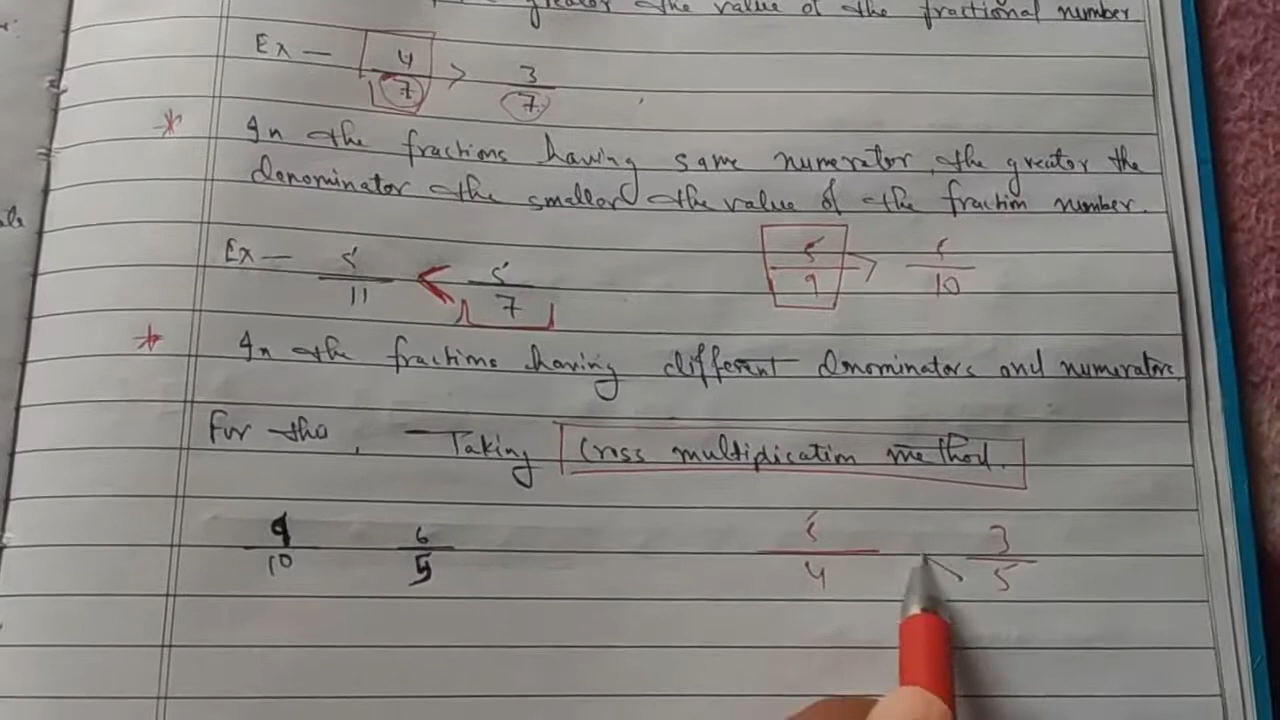 greater the value of the fractional number
Ex — 4/7 > 3/7
* In the fractions having same numerator, the greator the
denominator the smaller the value of the fraction number.
Ex — 5/11 < 5/7 5/9 > 5/10
* In the fractions having different denominators and numerators
For the , — Taking Cross multiplication method.
9/10 6/5 5/4 3/5